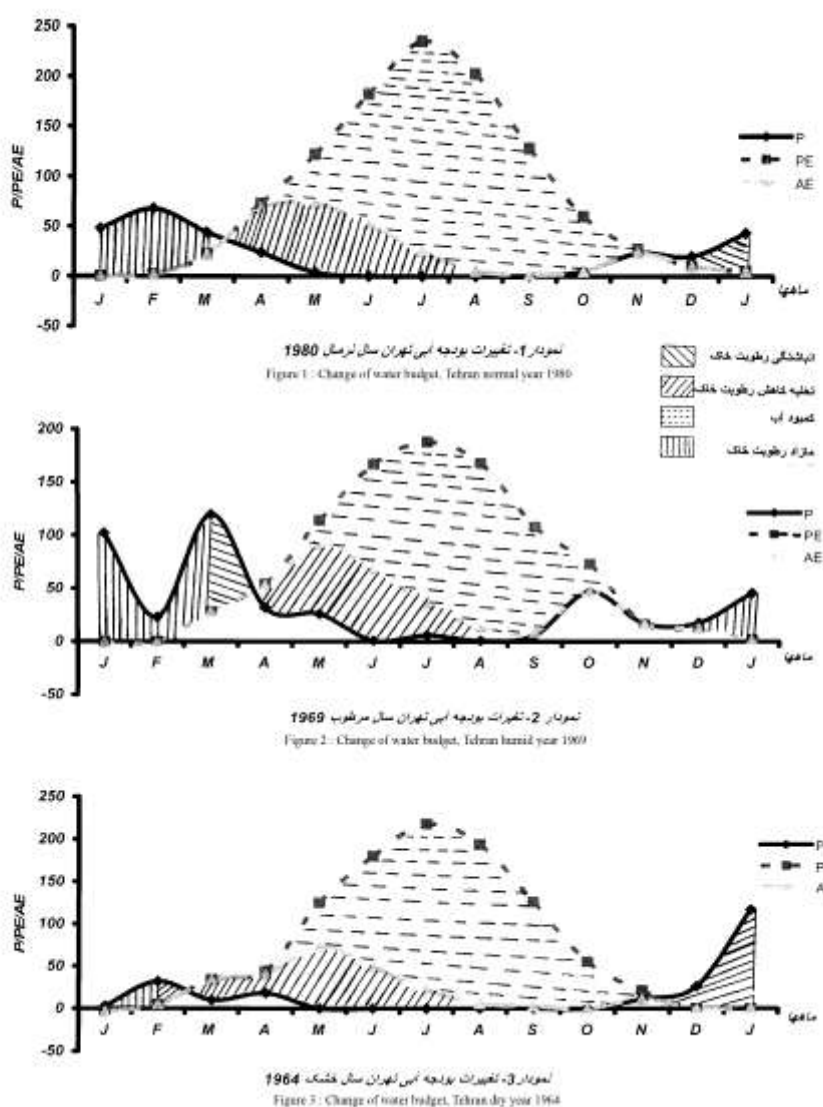 250
200
150
100
50
0
-50
P/PE/AE
J F M A M J J A S O N D J
ماهها
P
PE
AE
نمودار 1- تغییرات بودجه آبی تهران سال نرمال 1980
Figure 1 : Change of water budget, Tehran normal year 1980
انباشتگی رطوبت خاک
تخلیه کاهش رطوبت خاک
کمبود آب
مازاد رطوبت خاک
200
150
100
50
0
-50
P/PE/AE
J F M A M J J A S O N D J
ماهها
P
PE
AE
نمودار 2- تغییرات بودجه آبی تهران سال مرطوب 1969
Figure 2 : Change of water budget, Tehran humid year 1969
250
200
150
100
50
0
-50
P/PE/AE
J F M A M J J A S O N D J
ماهها
P
P
A
نمودار 3- تغییرات بودجه آبی تهران سال خشک 1964
Figure 3 : Change of water budget, Tehran dry year 1964